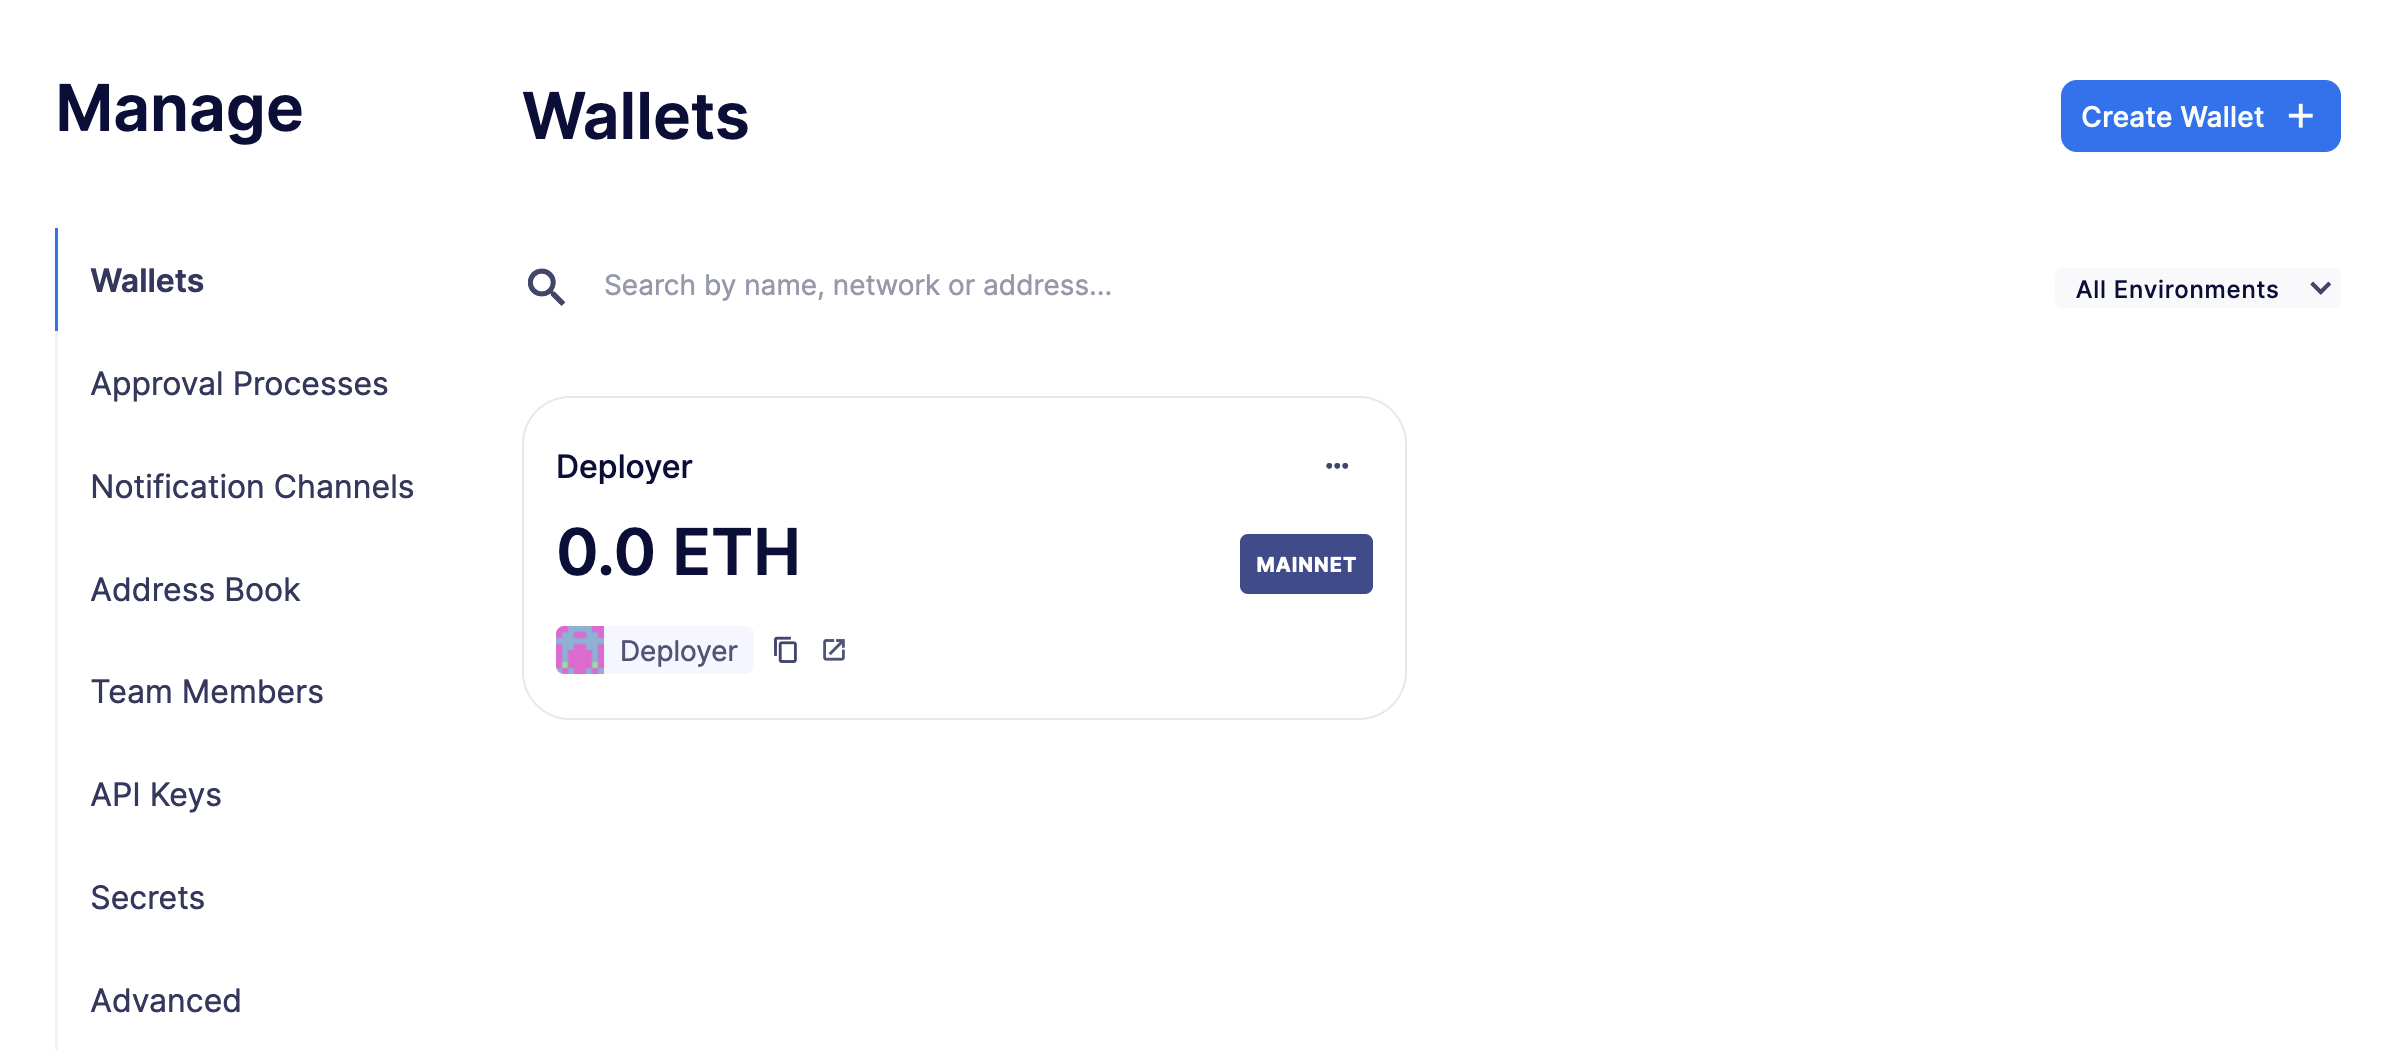 Manage
Wallets
Approval Processes
Notification Channels
Address Book
Team Members
API Keys
Secrets
Advanced
Wallets
Create Wallet
Search by name, network or address...
All Environments
Deployer
0.0 ETH
MAINNET
Deployer